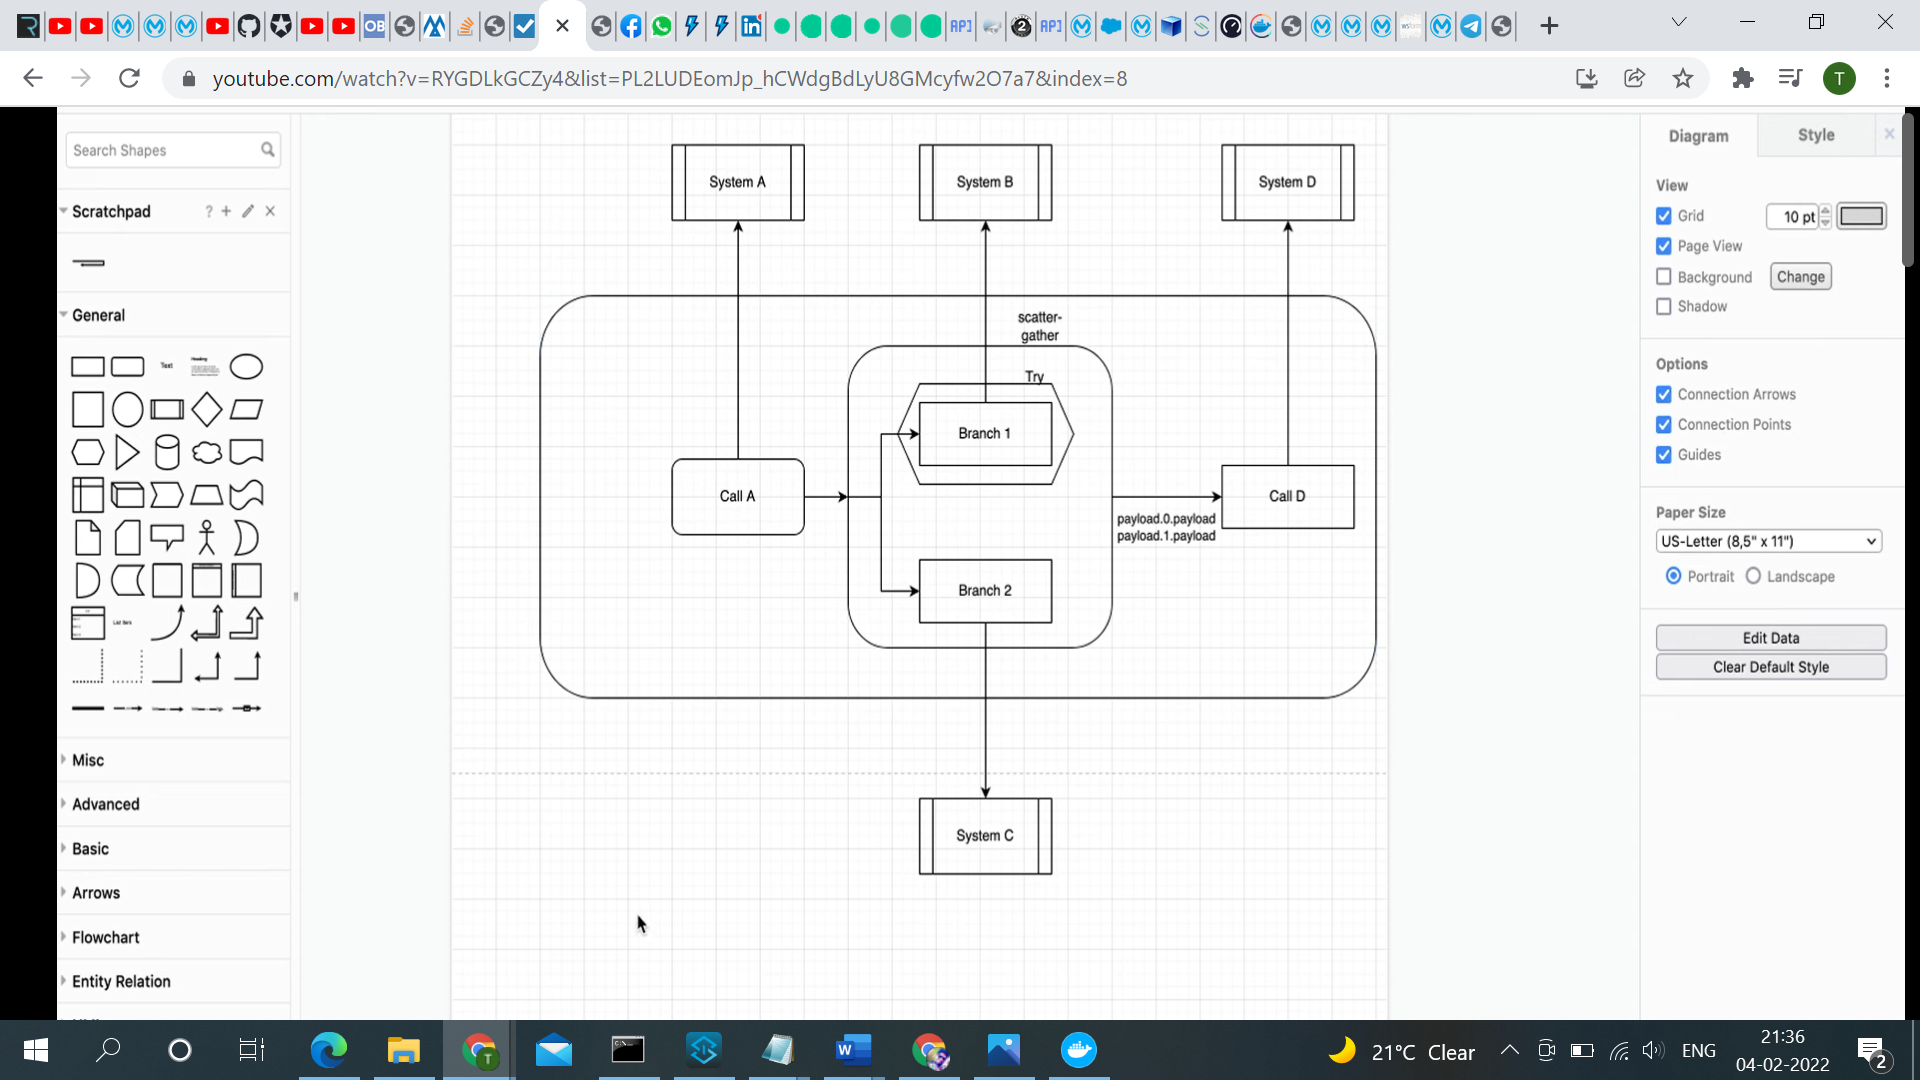 youtube.com/watch?v=RYGDLkGCZy4&list=PL2LUDEomJp_hCWdgBdLyU8GMcyfw2O7a7&index=8
T
Search Shapes
Scratchpad
?
General
Text
Heading
List Item
Misc
Advanced
Basic
Arrows
Flowchart
Entity Relation
System A
System B
System D
scatter-
gather
Try
Branch 1
Call A
Call D
payload.0.payload
payload.1.payload
Branch 2
System C
Diagram
Style
View
Grid
10 pt
Page View
Background
Change
Shadow
Options
Connection Arrows
Connection Points
Guides
Paper Size
US-Letter (8,5" x 11")
Portrait
Landscape
Edit Data
Clear Default Style
21°C Clear
ENG
21:36
04-02-2022
2